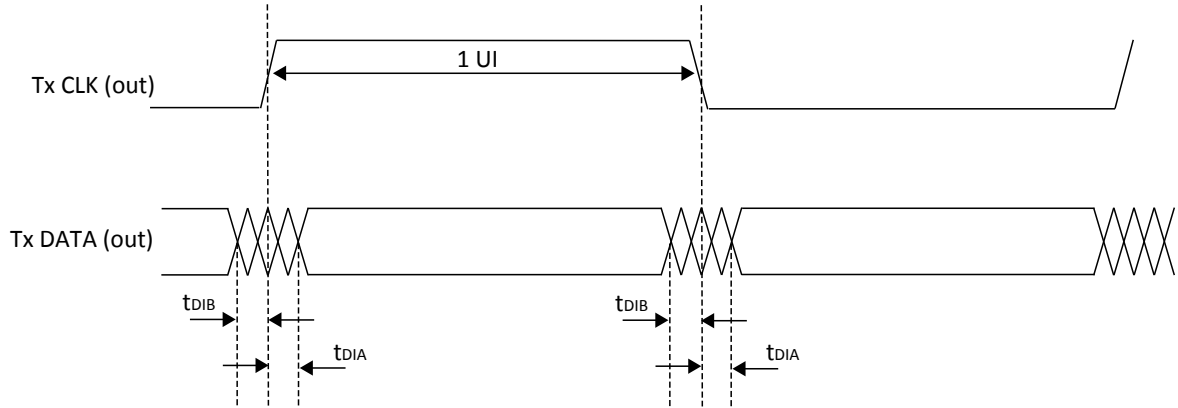 1 UI
Tx CLK (out)
Tx DATA (out)
tDIB
tDIB
tDIA
tDIA